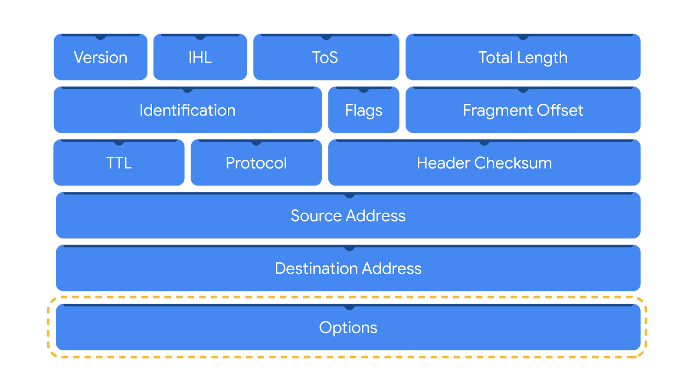 Version IHL ToS Total Length
Identification Flags Fragment Offset
TTL Protocol Header Checksum
Source Address
Destination Address
Options